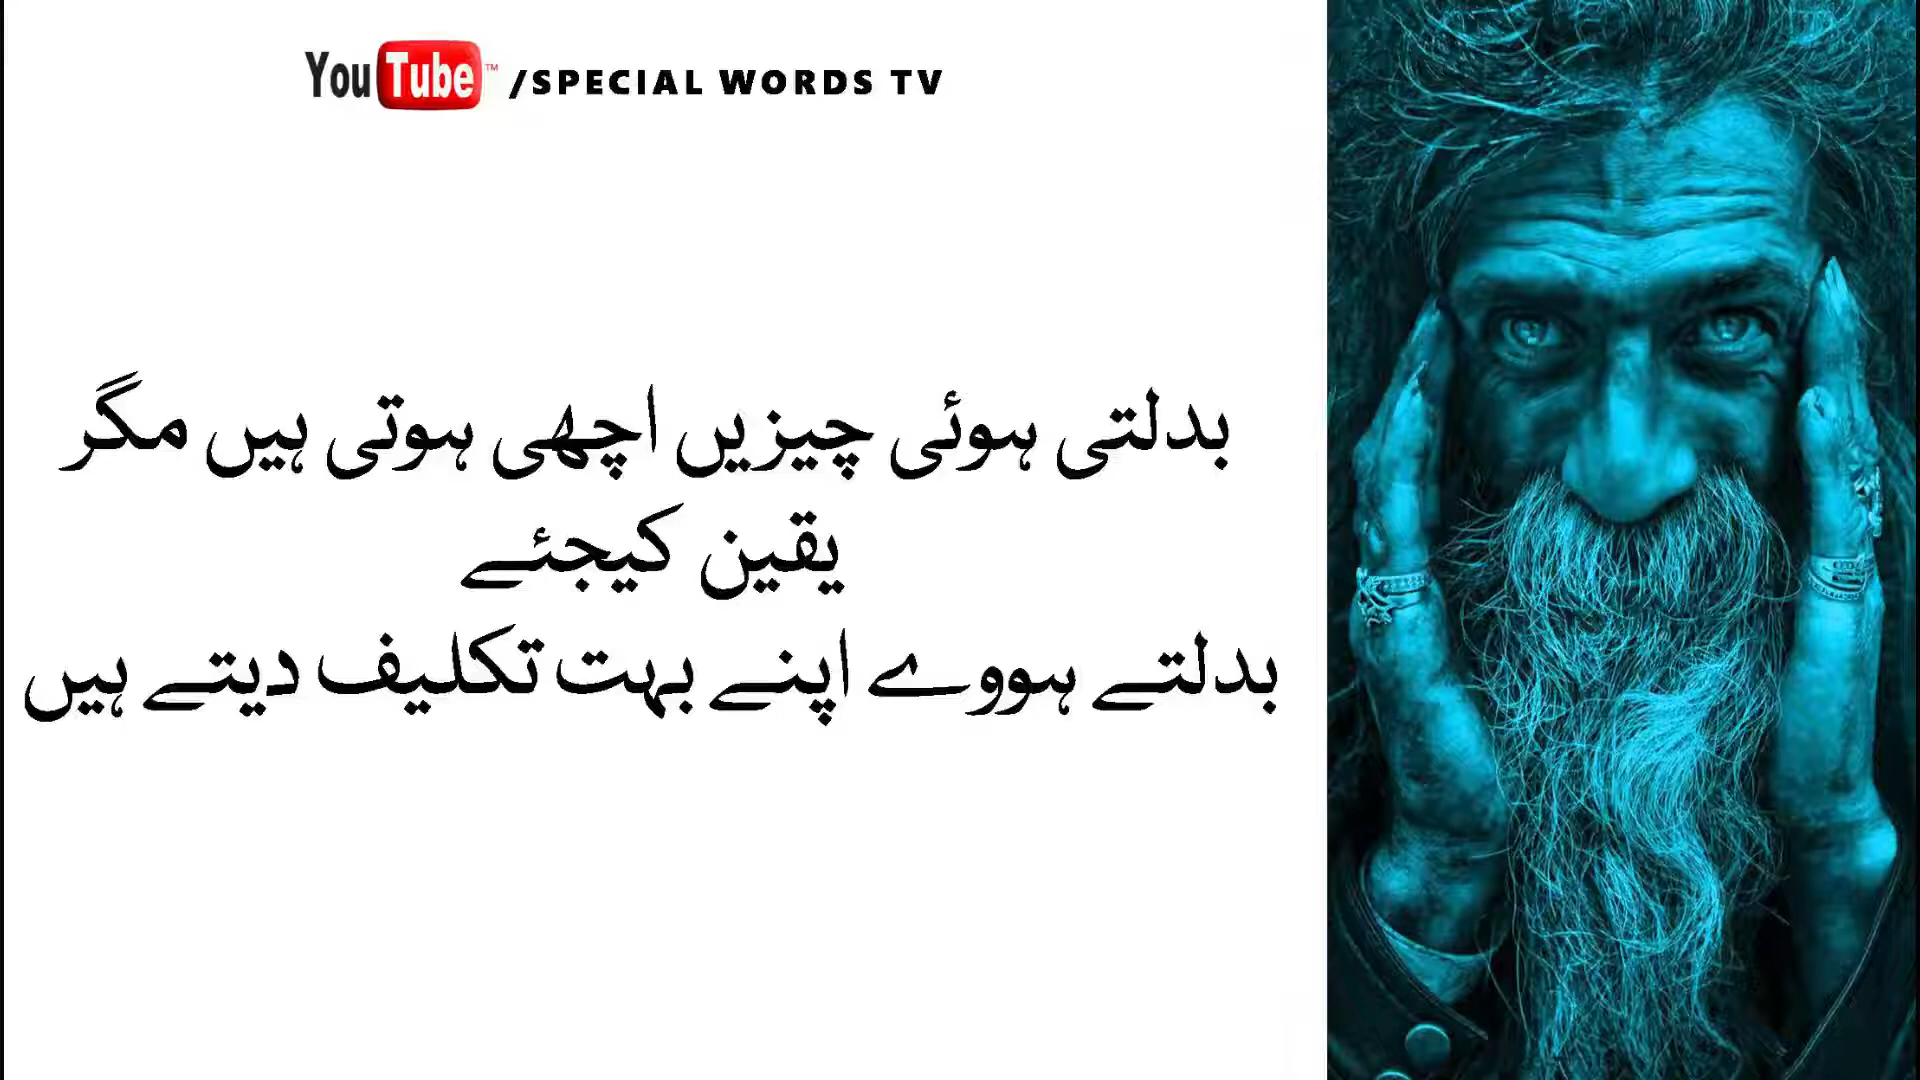 YouTube™ /SPECIAL WORDS TV
بدلتی ہوئی چیزیں اچھی ہوتی ہیں مگر
یقین کیجئے
بدلتے ہووے اپنے بہت تکلیف دیتے ہیں